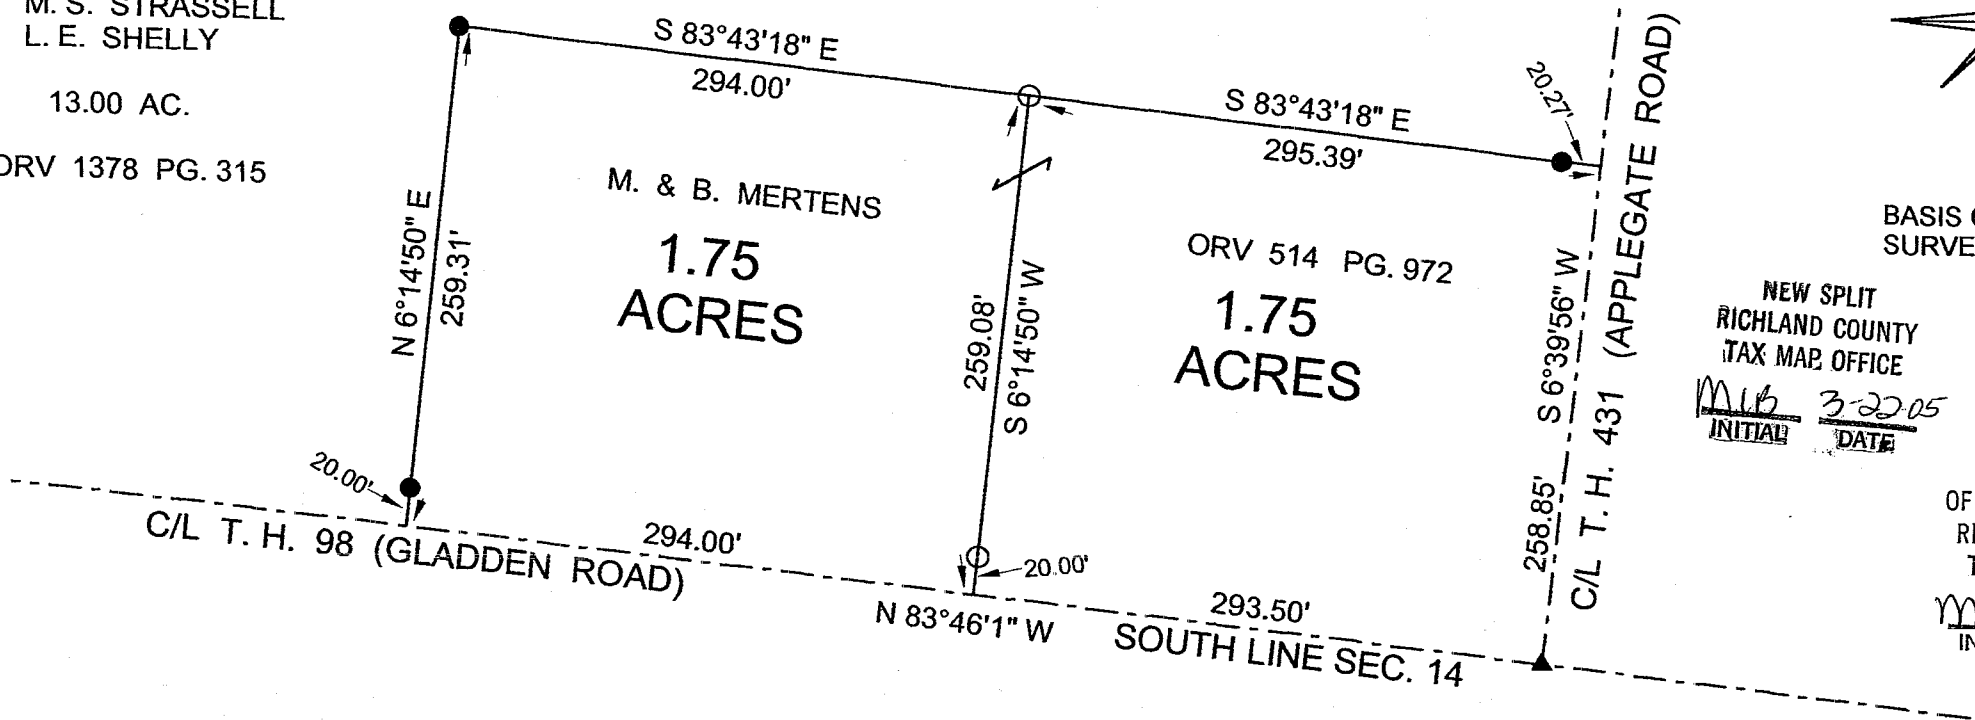 M. S. STRASSELL
L. E. SHELLY
13.00 AC.
ORV 1378 PG. 315
S 83°43'18" E
294.00'
S 83°43'18" E
295.39'
20.27'
M. & B. MERTENS
1.75
ACRES
ORV 514 PG. 972
1.75
ACRES
N 6°14'50" E
259.31'
259.08'
S 6°14'50" W
S 6°39'56" W
258.85'
C/L T. H. 431 (APPLEGATE ROAD)
BASIS
SURVE
NEW SPLIT
RICHLAND COUNTY
TAX MAP OFFICE
MLB 3-22-05
INITIAL DATE
OF
20.00'
C/L T. H. 98 (GLADDEN ROAD)
294.00'
20.00'
N 83°46'1" W
293.50'
SOUTH LINE SEC. 14